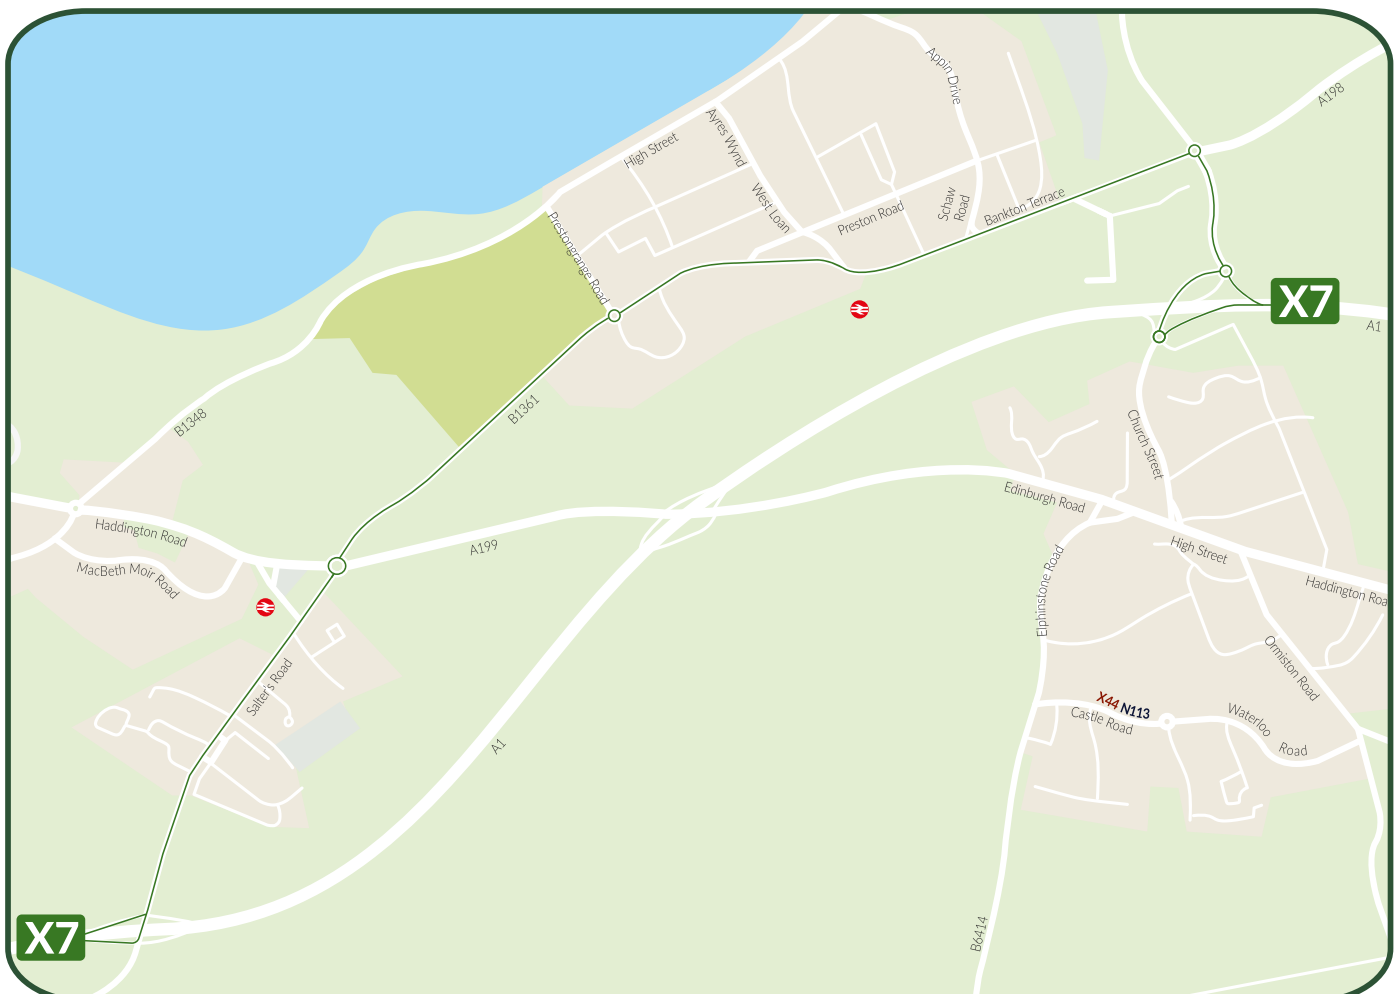 Appin Drive
A198
Ayres Wynd
High Street
West Loan
Schaw
Road
Bankton Terrace
Preston Road
Prestongrange Road
X7
A1
B1348
B1361
Church Street
Edinburgh Road
Haddington Road
A199
High Street
MacBeth Moir Road
Elphinstone Road
Haddington Roa
Ormiston Road
Salter's Road
X44 N113
Castle Road
Waterloo
Road
A1
B6414
X7